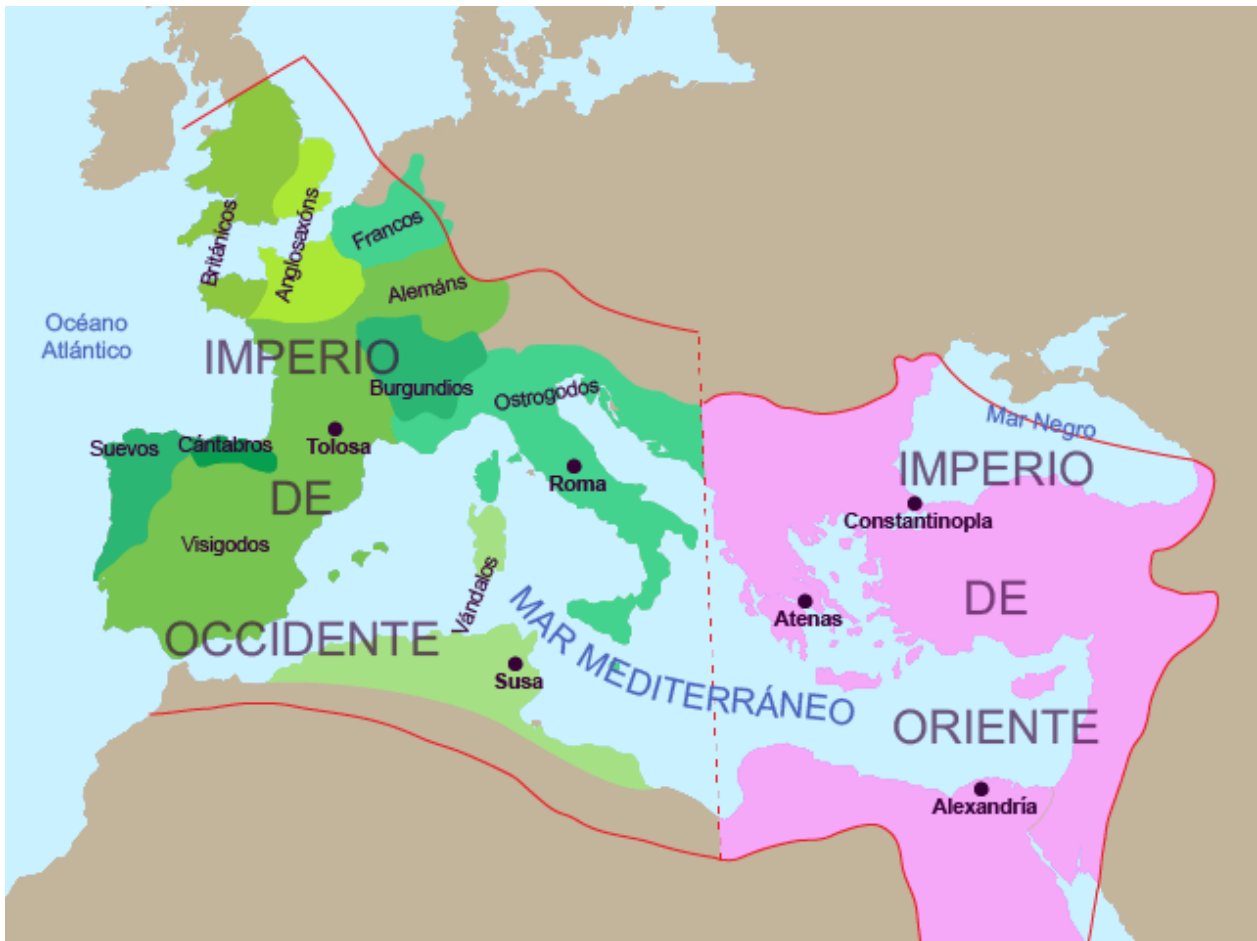 Británicos
Anglosaxóns
Francos
Alemáns
Océano
Atlántico
IMPERIO
Burgundios
Ostrogodos
Suevos
Cántabros
Tolosa
DE
Visigodos
Roma
Vándalos
OCCIDENTE
Susa
MAR MEDITERRÁNEO
Mar Negro
IMPERIO
Constantinopla
DE
Atenas
ORIENTE
Alexandría